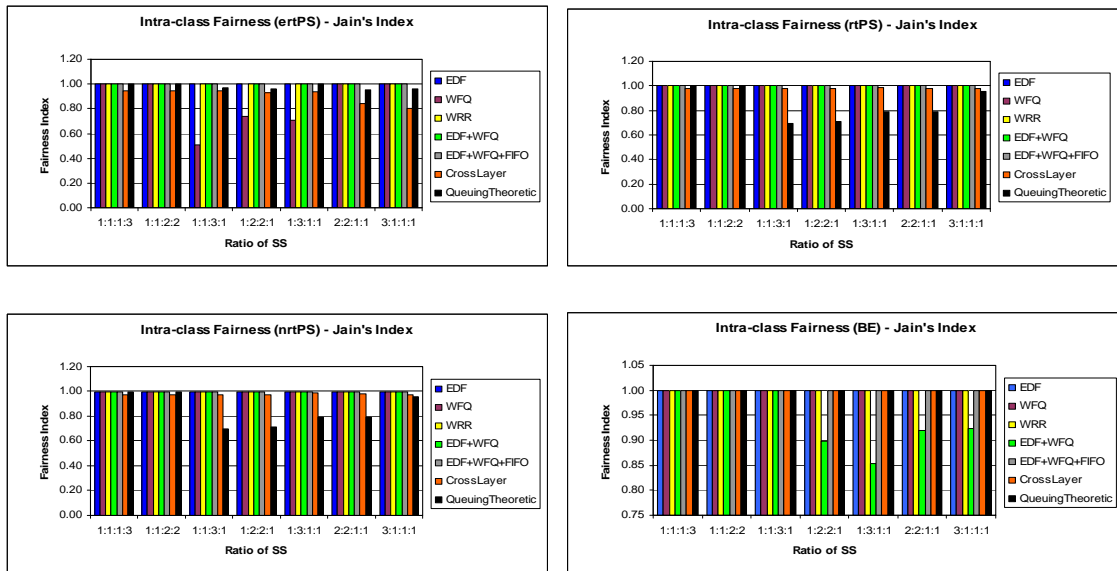 Intra-class Fairness (ertPS) - Jain's Index
Fairness Index
1.20
1.00
0.80
0.60
0.40
0.20
0.00
1:1:1:3 1:1:2:2 1:1:3:1 1:2:2:1 1:3:1:1 2:2:1:1 3:1:1:1
Ratio of SS
EDF
WFQ
WRR
EDF+WFQ
EDF+WFQ+FIFO
CrossLayer
QueuingTheoretic
Intra-class Fairness (rtPS) - Jain's Index
Fairness Index
1.20
1.00
0.80
0.60
0.40
0.20
0.00
1:1:1:3 1:1:2:2 1:1:3:1 1:2:2:1 1:3:1:1 2:2:1:1 3:1:1:1
Ratio of SS
EDF
WFQ
WRR
EDF+WFQ
EDF+WFQ+FIFO
CrossLayer
QueuingTheoretic
Intra-class Fairness (nrtPS) - Jain's Index
Fairness Index
1.20
1.00
0.80
0.60
0.40
0.20
0.00
1:1:1:3 1:1:2:2 1:1:3:1 1:2:2:1 1:3:1:1 2:2:1:1 3:1:1:1
Ratio of SS
EDF
WFQ
WRR
EDF+WFQ
EDF+WFQ+FIFO
CrossLayer
QueuingTheoretic
Intra-class Fairness (BE) - Jain's Index
Fairness Index
1.05
1.00
0.95
0.90
0.85
0.80
0.75
1:1:1:3 1:1:2:2 1:1:3:1 1:2:2:1 1:3:1:1 2:2:1:1 3:1:1:1
Ratio of SS
EDF
WFQ
WRR
EDF+WFQ
EDF+WFQ+FIFO
CrossLayer
QueuingTheoretic